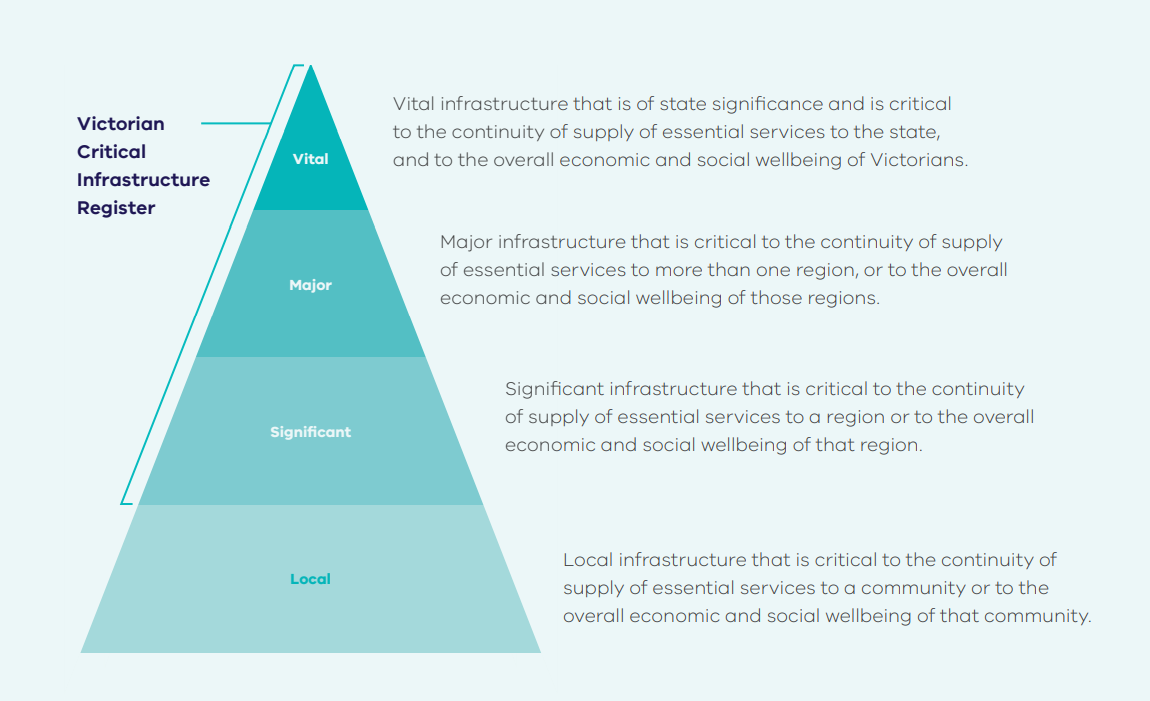 Victorian
Critical
Infrastructure
Register
Vital
Vital infrastructure that is of state significance and is critical
to the continuity of supply of essential services to the state,
and to the overall economic and social wellbeing of Victorians.
Major
Major infrastructure that is critical to the continuity of supply
of essential services to more than one region, or to the overall
economic and social wellbeing of those regions.
Significant
Significant infrastructure that is critical to the continuity
of supply of essential services to a region or to the overall
economic and social wellbeing of that region.
Local
Local infrastructure that is critical to the continuity of
supply of essential services to a community or to the
overall economic and social wellbeing of that community.